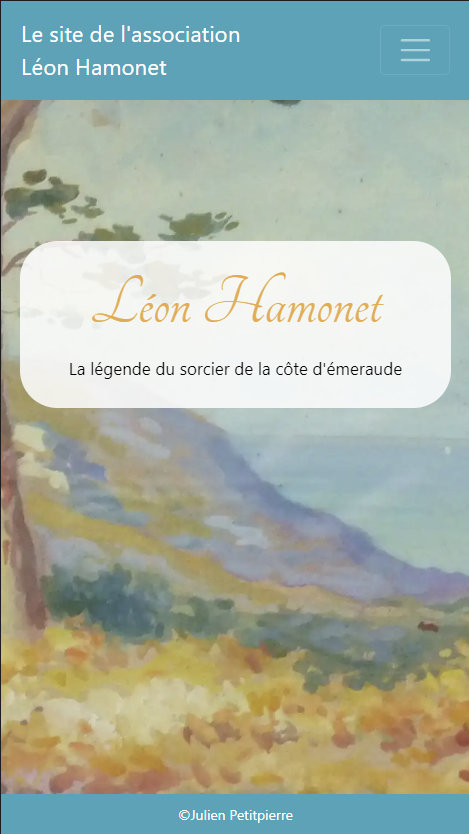 Le site de l'association
Léon Hamonet
Léon Hamonet
La légende du sorcier de la côte d'émeraude
©Julien Petitpierre